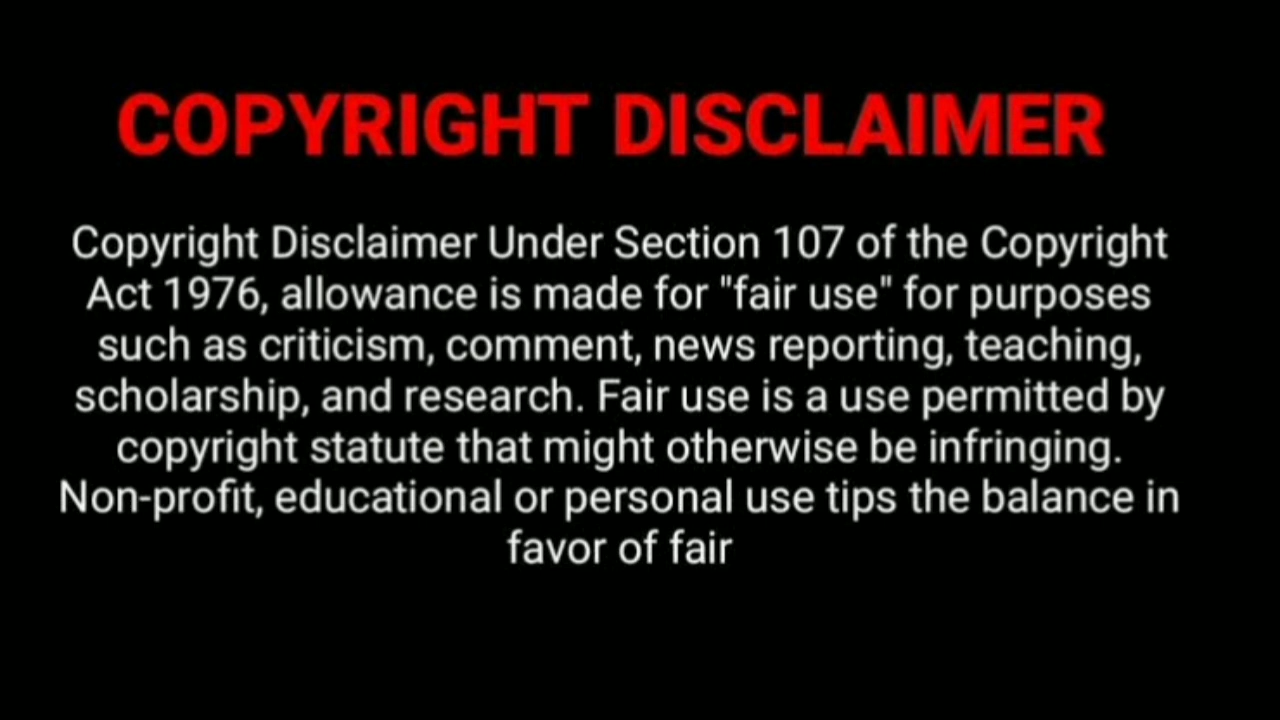 COPYRIGHT DISCLAIMER
Copyright Disclaimer Under Section 107 of the Copyright
Act 1976, allowance is made for "fair use" for purposes
such as criticism, comment, news reporting, teaching,
scholarship, and research. Fair use is a use permitted by
copyright statute that might otherwise be infringing.
Non-profit, educational or personal use tips the balance in
favor of fair